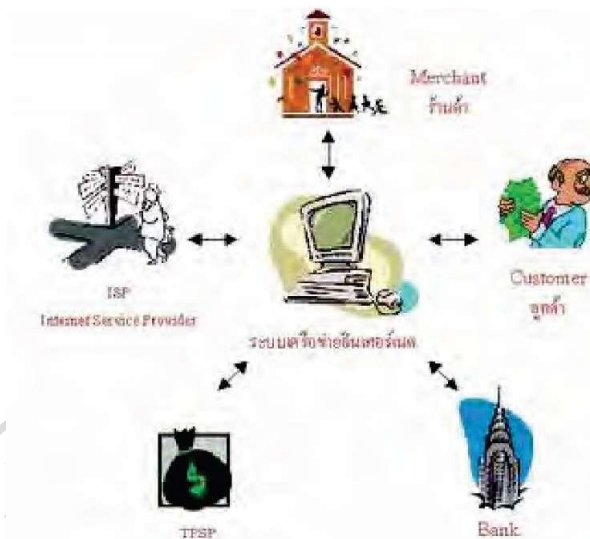 Merchant
ร้านค้า
Customer
ลูกค้า
ISP
Internet Service Provider
ระบบเครือข่ายอินเทอร์เนต
TPSP
Bank